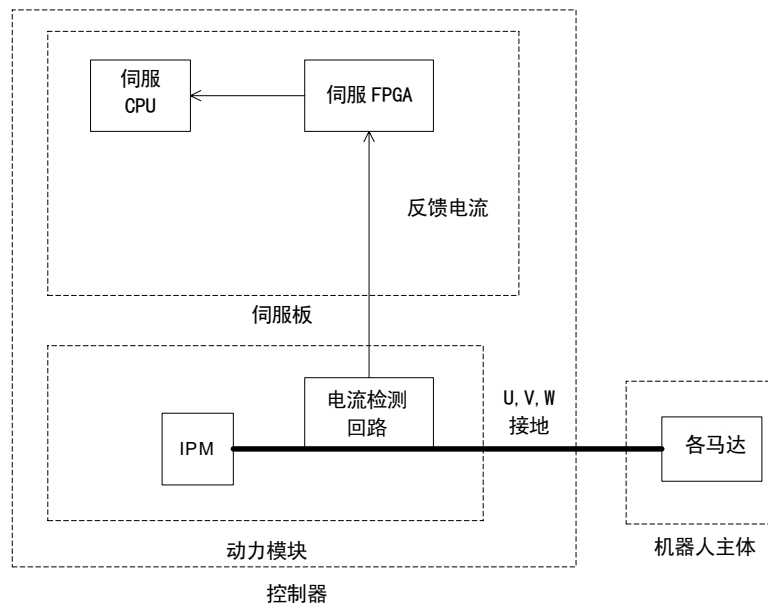 伺服
CPU
伺服 FPGA
反馈电流
伺服板
电流检测
回路
U, V, W
接地
IPM
各马达
动力模块
机器人主体
控制器